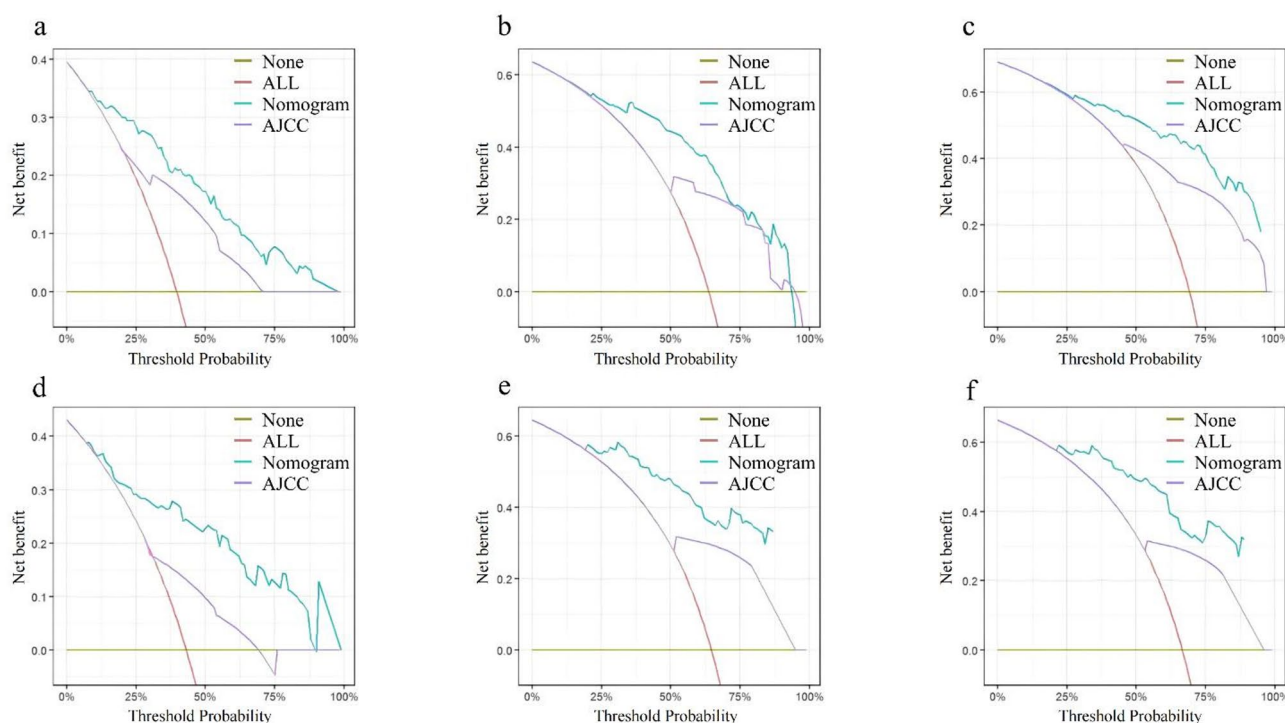 a
0.4
0.3
0.2
0.1
0.0
Net benefit
None
ALL
Nomogram
AJCC
0% 25% 50% 75% 100%
Threshold Probability
b
0.6
0.4
0.2
0.0
Net benefit
None
ALL
Nomogram
AJCC
0% 25% 50% 75% 100%
Threshold Probability
c
0.6
0.4
0.2
0.0
Net benefit
None
ALL
Nomogram
AJCC
0% 25% 50% 75% 100%
Threshold Probability
d
0.4
0.3
0.2
0.1
0.0
Net benefit
None
ALL
Nomogram
AJCC
0% 25% 50% 75% 100%
Threshold Probability
e
0.6
0.4
0.2
0.0
Net benefit
None
ALL
Nomogram
AJCC
0% 25% 50% 75% 100%
Threshold Probability
f
0.6
0.4
0.2
0.0
Net benefit
None
ALL
Nomogram
AJCC
0% 25% 50% 75% 100%
Threshold Probability